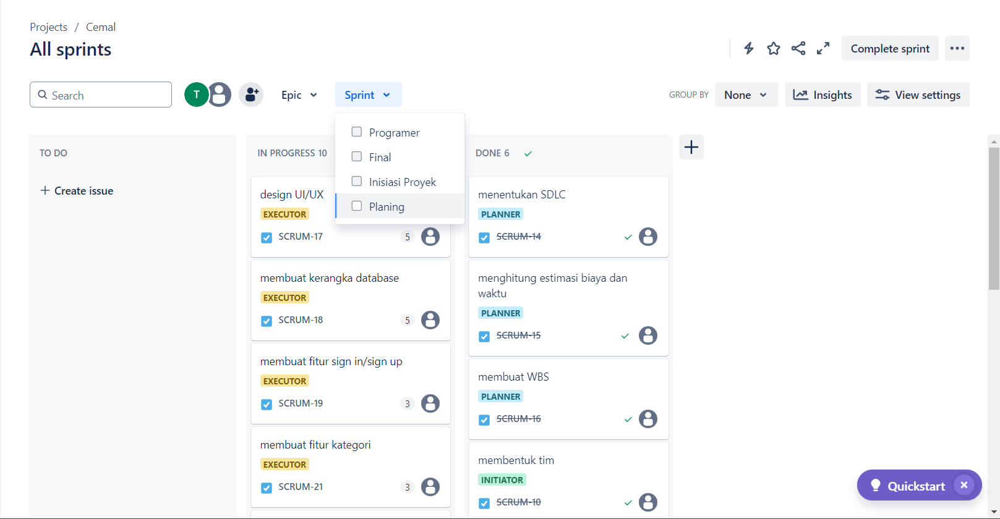 Projects / Cemal
All sprints
Complete sprint
Search
T
Epic
Sprint
GROUP BY
None
Insights
View settings
Programer
Final
Inisiasi Proyek
Planing
TO DO
Create issue
IN PROGRESS 10
design UI/UX
EXECUTOR
SCRUM-17
5
membuat kerangka database
EXECUTOR
SCRUM-18
5
membuat fitur sign in/sign up
EXECUTOR
SCRUM-19
3
membuat fitur kategori
EXECUTOR
SCRUM-21
3
DONE 6
menentukan SDLC
PLANNER
SCRUM-14
menghitung estimasi biaya dan
waktu
PLANNER
SCRUM-15
membuat WBS
PLANNER
SCRUM-16
membentuk tim
INITIATOR
SCRUM-10
Quickstart